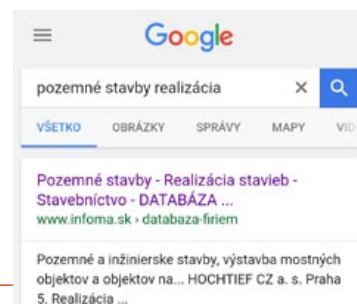 Google
pozemné stavby realizácia
VŠETKO OBRÁZKY SPRÁVY MAPY VID
Pozemné stavby - Realizácia stavieb -
Stavebníctvo - DATABÁZA ...
www.infoma.sk › databaza-firiem
Pozemné a inžinierske stavby, výstavba mostných
objektov a objektov na... HOCHTIEF CZ a. s. Praha
5. Realizácia ...